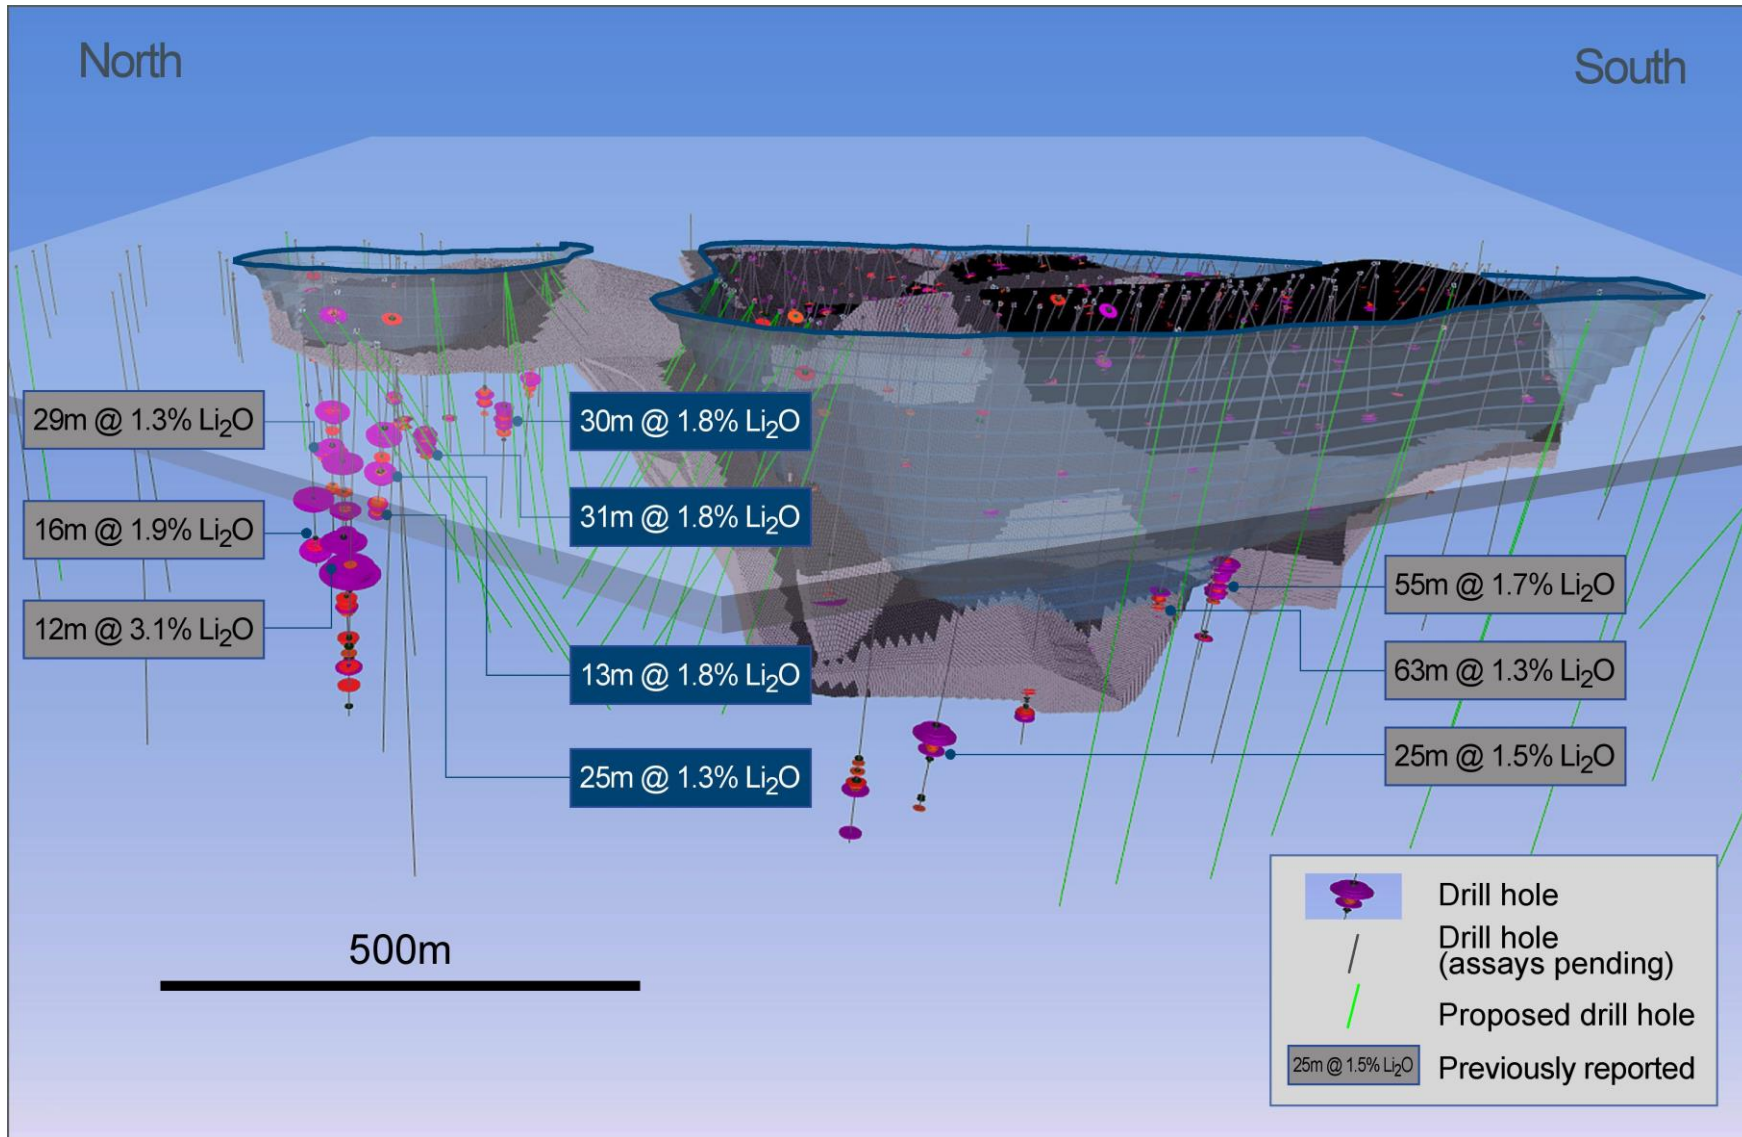 North
South
29m @ 1.3% Li₂O
30m @ 1.8% Li₂O
16m @ 1.9% Li₂O
31m @ 1.8% Li₂O
12m @ 3.1% Li₂O
55m @ 1.7% Li₂O
13m @ 1.8% Li₂O
63m @ 1.3% Li₂O
25m @ 1.3% Li₂O
25m @ 1.5% Li₂O
500m
Drill hole
Drill hole
(assays pending)
Proposed drill hole
25m @ 1.5% Li₂O
Previously reported